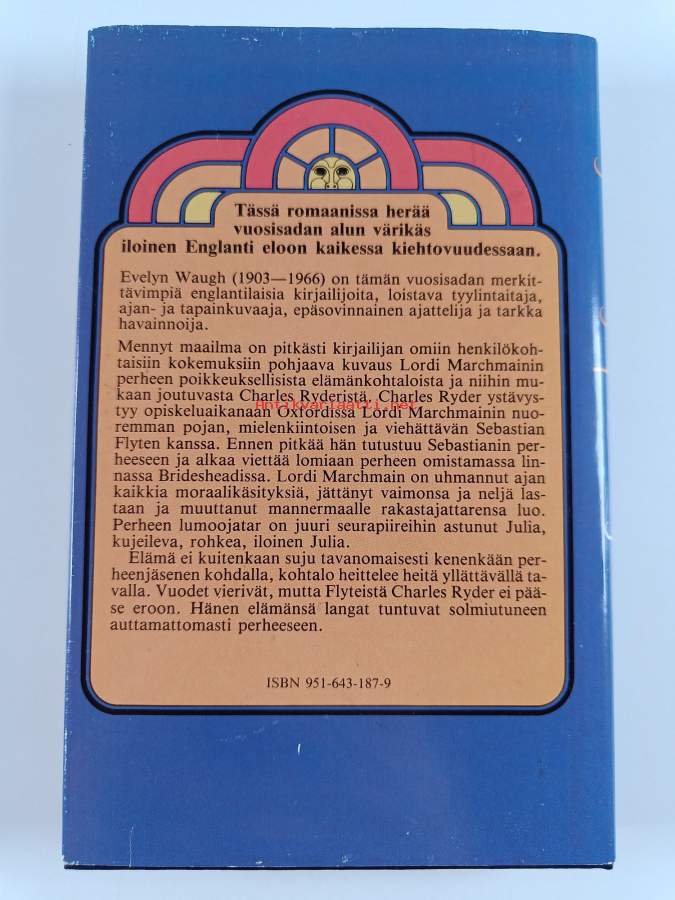 Tässä romaanissa herää
vuosisadan alun värikäs
iloinen Englanti eloon kaikessa kiehtovuudessaan.
Evelyn Waugh (1903—1966) on tämän vuosisadan merkit-
tävimpiä englantilaisia kirjailijoita, loistava tyylintaitaja,
ajan- ja tapainkuvaaja, epäsovinnainen ajattelija ja tarkka
havainnoija.
Mennyt maailma on pitkästi kirjailijan omiin henkilökoh-
taisiin kokemuksiin pohjaava kuvaus Lordi Marchmainin
perheen poikkeuksellisista elämänkohtaloista ja niihin mu-
kaan joutuvasta Charles Ryderistä. Charles Ryder ystävys-
tyy opiskeluaikanaan Oxfordissa Lordi Marchmainin nuo-
Antikvariaatti.net
remman pojan, mielenkiintoisen ja viehättävän Sebastian
Flyten kanssa. Ennen pitkää hän tutustuu Sebastianin per-
heeseen ja alkaa viettää lomiaan perheen omistamassa lin-
nassa Bridesheadissa. Lordi Marchmain on uhmannut ajan
kaikkia moraalikäsityksiä, jättänyt vaimonsa ja neljä las-
taan ja muuttanut mannermaalle rakastajattarensa luo.
Perheen lumoojatar on juuri seurapiireihin astunut Julia,
kujeileva, rohkea, iloinen Julia.
Elämä ei kuitenkaan suju tavanomaisesti kenenkään per-
heenjäsenen kohdalla, kohtalo heittelee heitä yllättävällä ta-
valla. Vuodet vierivät, mutta Flyteistä Charles Ryder ei pää-
se eroon. Hänen elämänsä langat tuntuvat solmiutuneen
auttamattomasti perheeseen.
ISBN 951-643-187-9